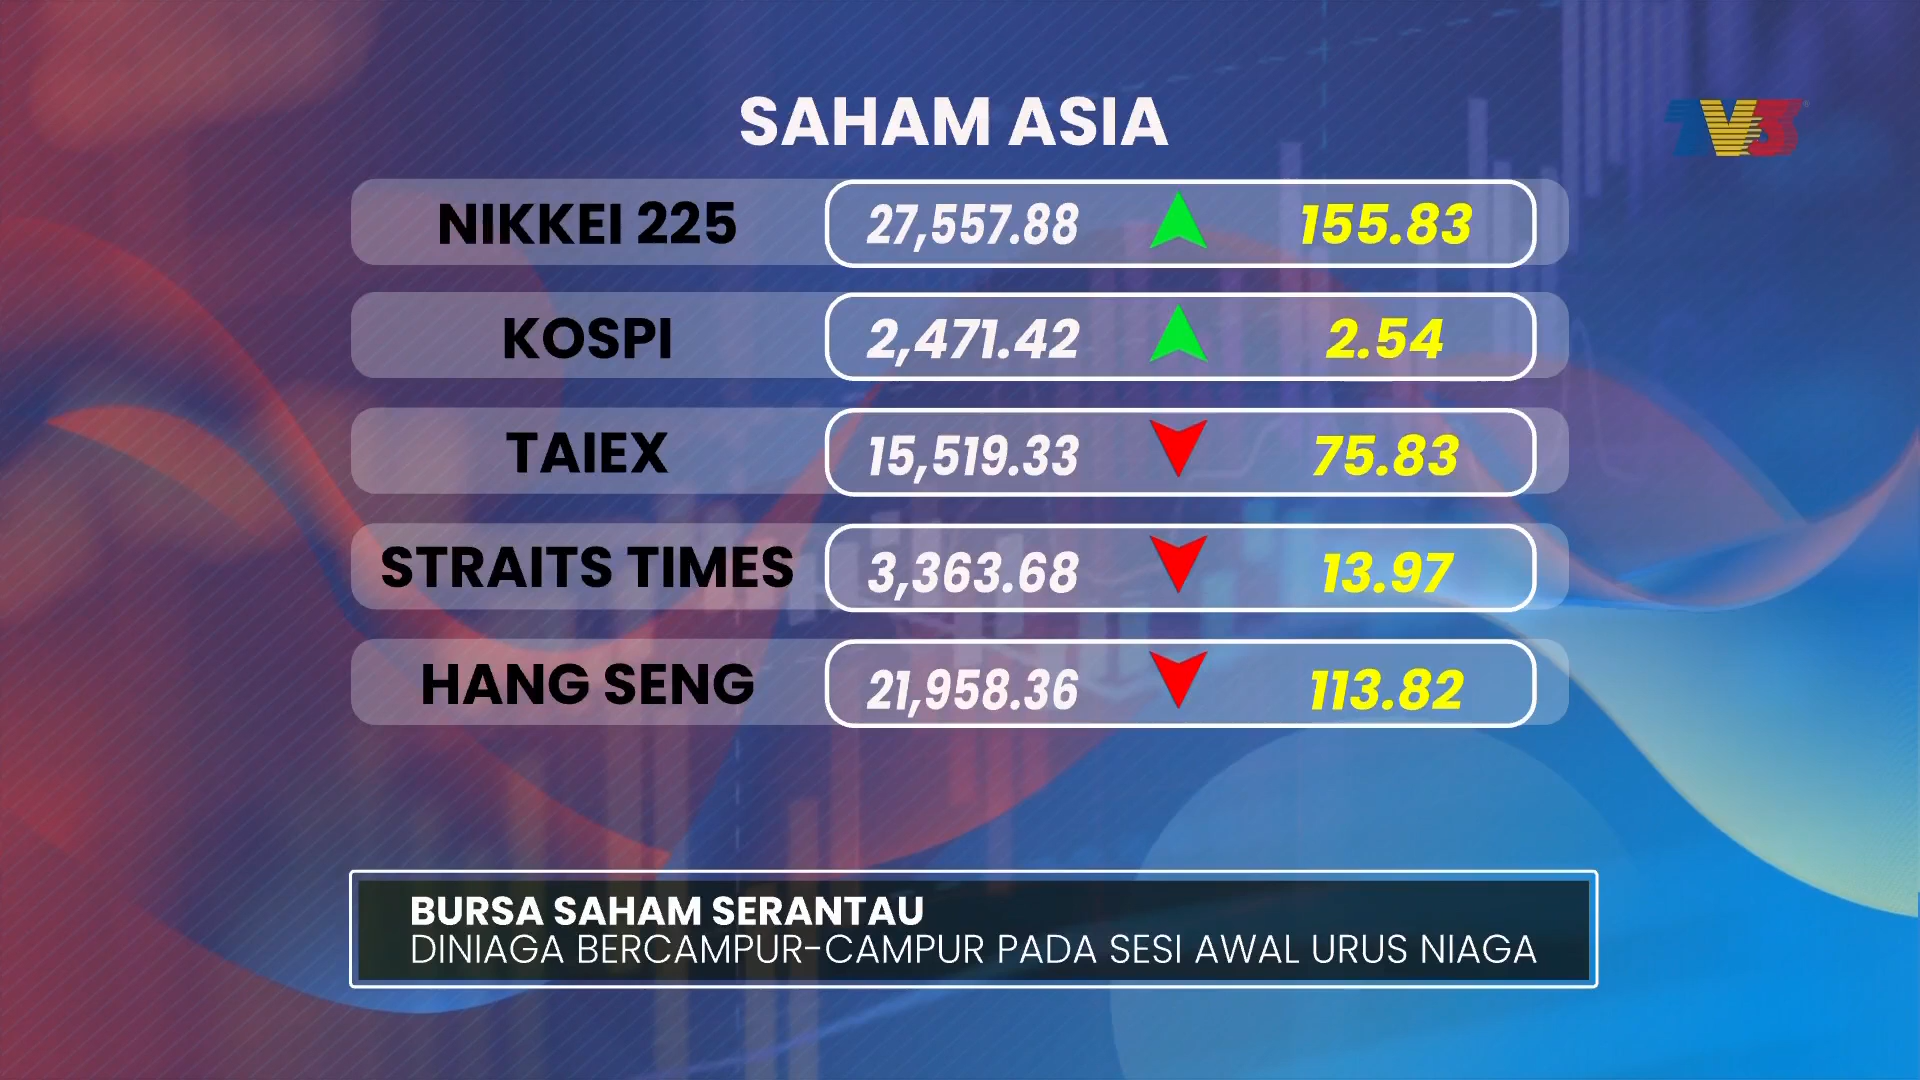 SAHAM ASIA
TV3
NIKKEI 225 27,557.88 155.83
KOSPI 2,471.42 2.54
TAIEX 15,519.33 75.83
STRAITS TIMES 3,363.68 13.97
HANG SENG 21,958.36 113.82
BURSA SAHAM SERANTAU
DINIAGA BERCAMPUR-CAMPUR PADA SESI AWAL URUS NIAGA